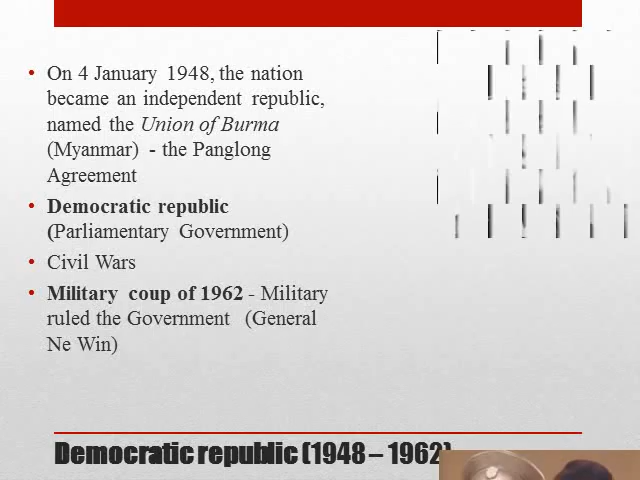 • On 4 January 1948, the nation
became an independent republic,
named the Union of Burma
(Myanmar) - the Panglong
Agreement
• Democratic republic
(Parliamentary Government)
• Civil Wars
• Military coup of 1962 - Military
ruled the Government (General
Ne Win)
Democratic republic (1948 – 1962)